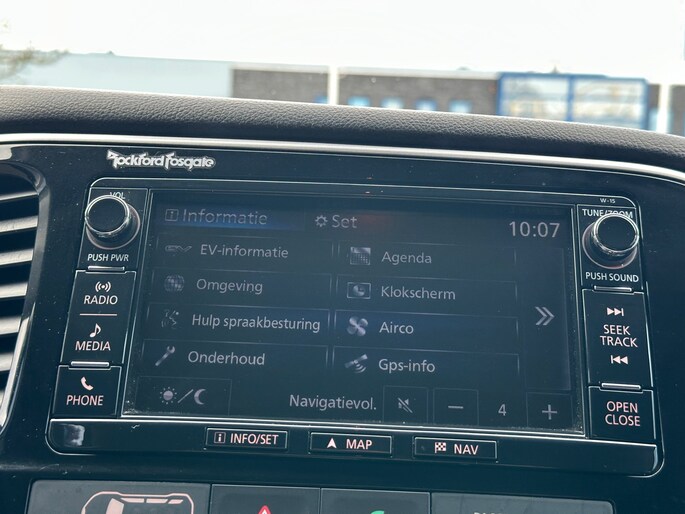 Rockford Fosgate
W-15
VOL
PUSH PWR
RADIO
MEDIA
PHONE
Informatie
Set
10:07
EV-informatie
Agenda
Omgeving
Klokscherm
Hulp spraakbesturing
Airco
Onderhoud
Gps-info
Navigatievol.
4
TUNE/ZOOM
PUSH SOUND
SEEK
TRACK
OPEN
CLOSE
INFO/SET
MAP
NAV